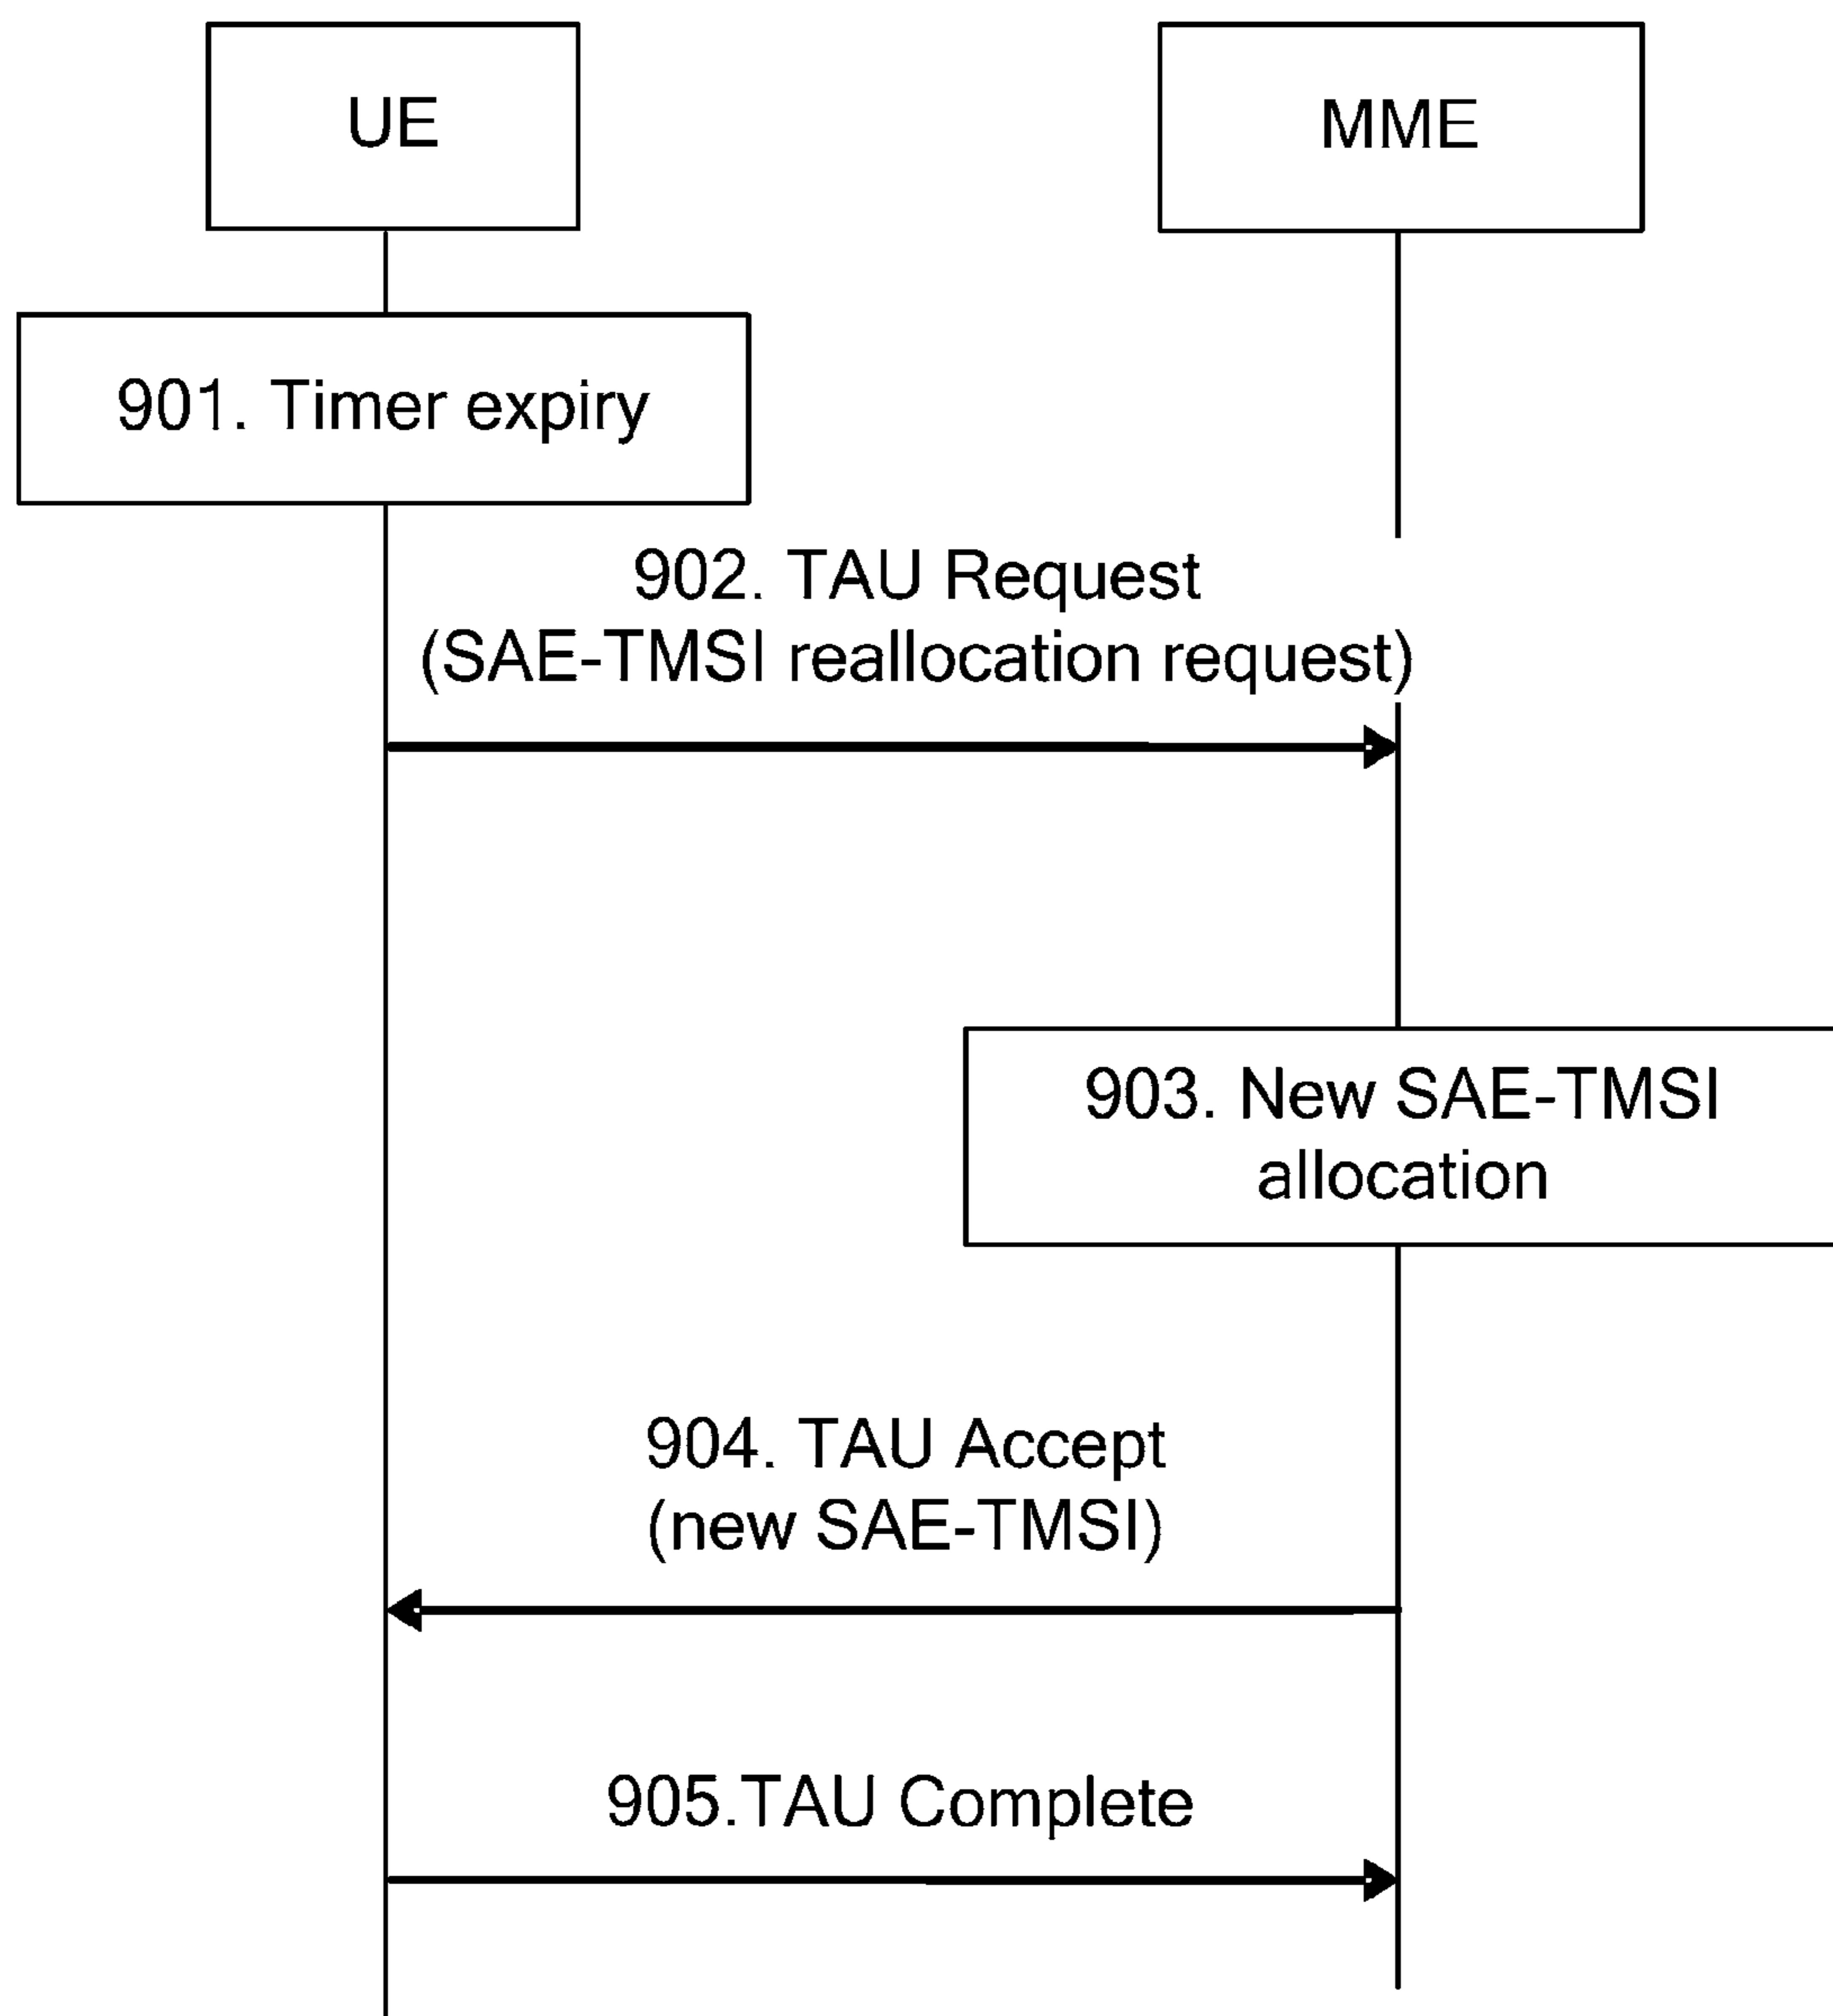 UE
MME
901. Timer expiry
902. TAU Request
(SAE-TMSI reallocation request)
903. New SAE-TMSI
allocation
904. TAU Accept
(new SAE-TMSI)
905.TAU Complete